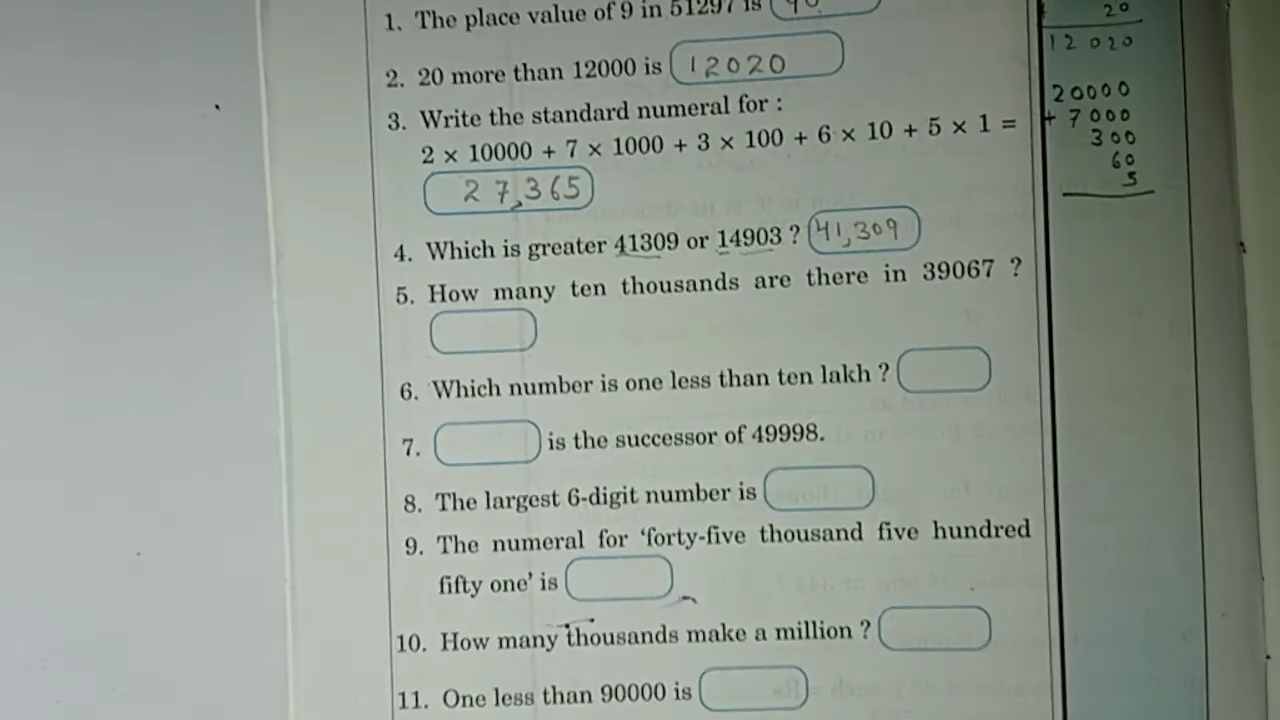 1. The place value of 9 in 51297 is 90
2. 20 more than 12000 is 12020
3. Write the standard numeral for :
2 × 10000 + 7 × 1000 + 3 × 100 + 6 × 10 + 5 × 1 =
27,365
4. Which is greater 41309 or 14903 ? 41,309
5. How many ten thousands are there in 39067 ?
6. Which number is one less than ten lakh ?
7. is the successor of 49998.
8. The largest 6-digit number is
9. The numeral for ‘forty-five thousand five hundred
fifty one’ is
10. How many thousands make a million ?
11. One less than 90000 is
20
12020
20000
+ 7000
300
60
5